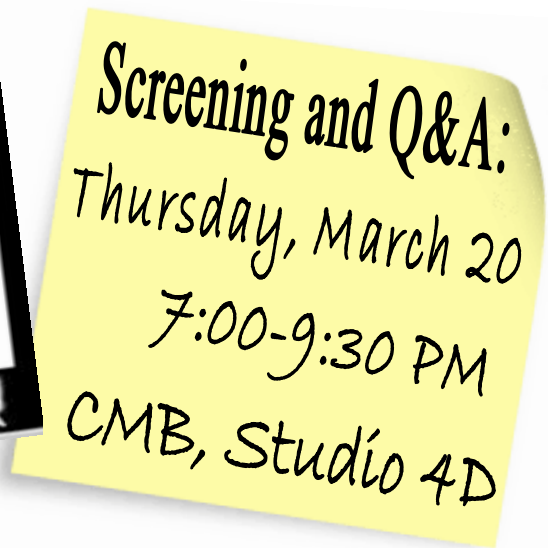 Screening and Q&A:
Thursday, March 20
7:00-9:30 PM
CMB, Studio 4D